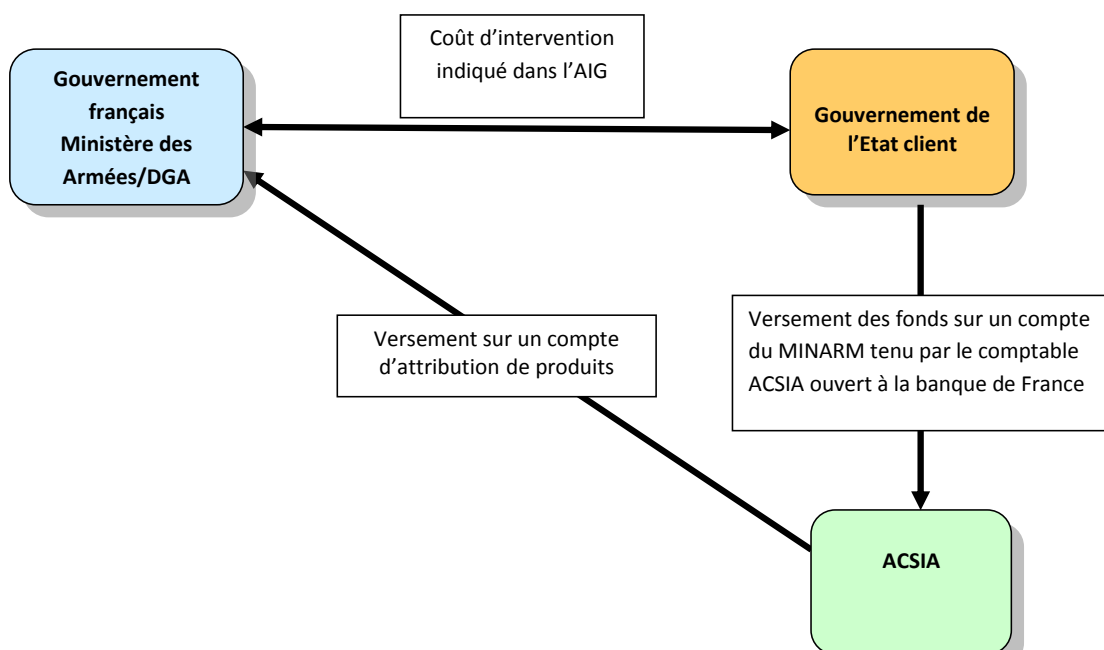 Coût d’intervention
indiqué dans l’AIG
Gouvernement
français
Ministère des
Armées/DGA
Gouvernement de
l’Etat client
Versement sur un compte
d’attribution de produits
Versement des fonds sur un compte
du MINARM tenu par le comptable
ACSIA ouvert à la banque de France
ACSIA